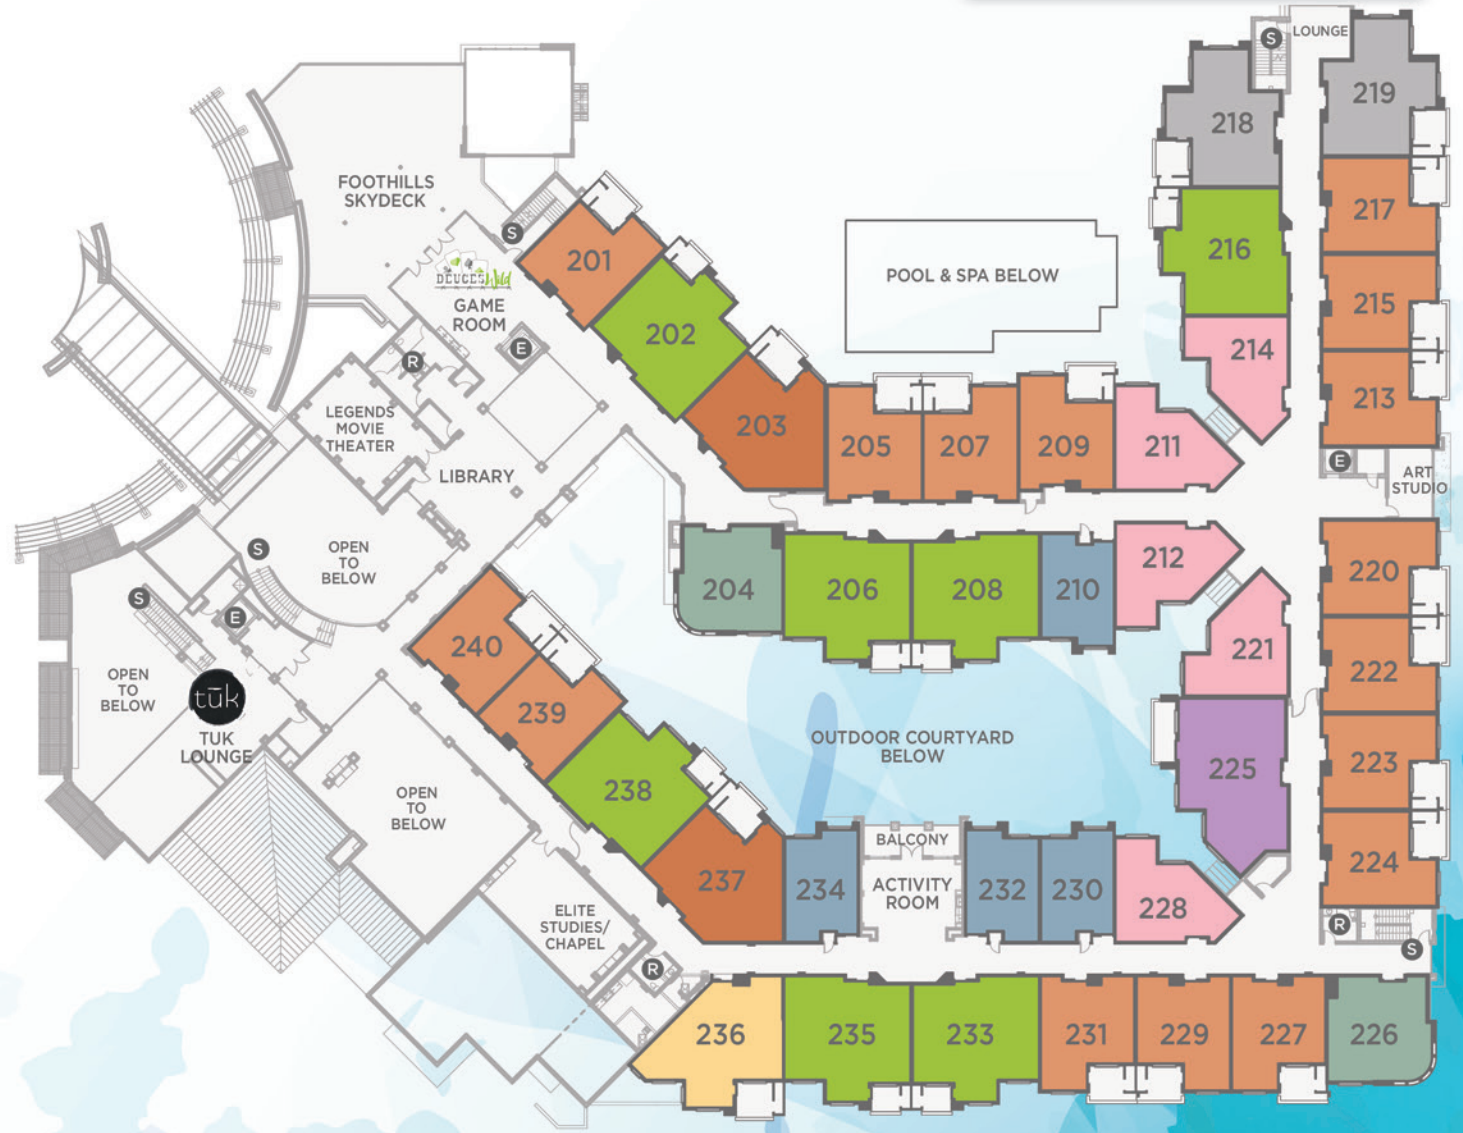 S
LOUNGE
219
218
FOOTHILLS
SKYDECK
217
S
201
216
DEUCES Wild
GAME
ROOM
POOL & SPA BELOW
215
202
E
214
R
213
LEGENDS
MOVIE
THEATER
203
205
207
209
211
E
LIBRARY
ART
STUDIO
S
OPEN
TO
BELOW
212
220
204
206
208
210
S
E
240
221
222
OPEN
TO
BELOW
tūk
TUK
LOUNGE
239
OUTDOOR COURTYARD
BELOW
225
223
238
OPEN
TO
BELOW
BALCONY
224
237
234
ACTIVITY
ROOM
232
230
228
ELITE
STUDIES/
CHAPEL
R
S
R
236
235
233
231
229
227
226